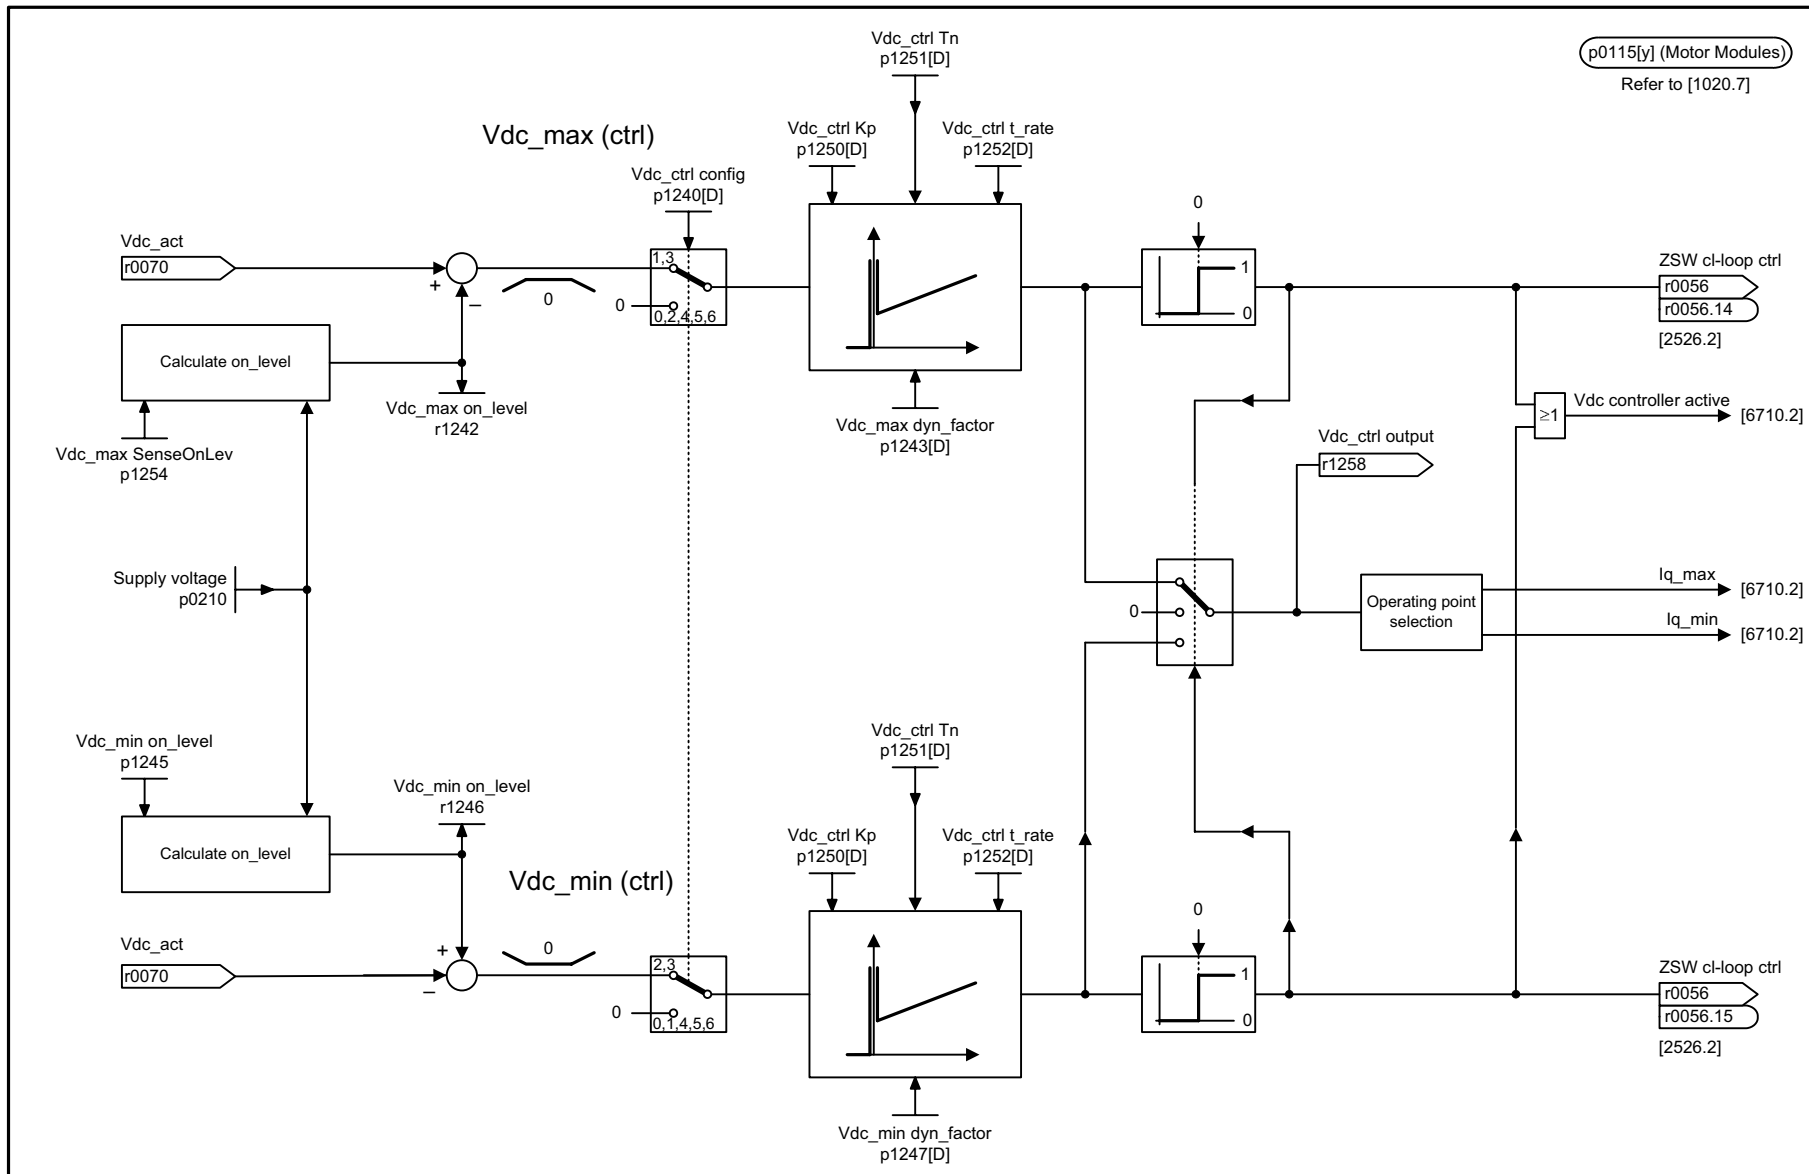 Vdc_ctrl Tn
p1251[D]
p0115[y] (Motor Modules)
Refer to [1020.7]
Vdc_max (ctrl)
Vdc_ctrl Kp
p1250[D]
Vdc_ctrl t_rate
p1252[D]
Vdc_ctrl config
p1240[D]
0
Vdc_act
r0070
+
–
0
1,3
0
0,2,4,5,6
1
0
ZSW cl-loop ctrl
r0056
r0056.14
[2526.2]
Calculate on_level
Vdc_max on_level
r1242
Vdc_max SenseOnLev
p1254
Vdc_max dyn_factor
p1243[D]
≥1
Vdc controller active
[6710.2]
Vdc_ctrl output
r1258
Supply voltage
p0210
0
Operating point
selection
Iq_max
[6710.2]
Iq_min
[6710.2]
Vdc_min on_level
p1245
Vdc_min on_level
r1246
Vdc_ctrl Tn
p1251[D]
Calculate on_level
Vdc_ctrl Kp
p1250[D]
Vdc_ctrl t_rate
p1252[D]
Vdc_min (ctrl)
0
Vdc_act
r0070
+
–
0
2,3
0
0,1,4,5,6
1
0
ZSW cl-loop ctrl
r0056
r0056.15
[2526.2]
Vdc_min dyn_factor
p1247[D]